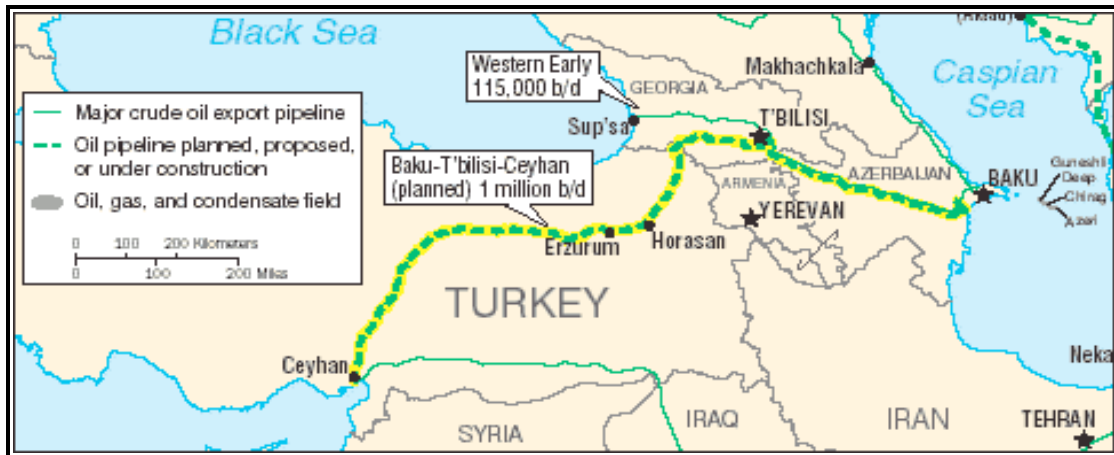 Black Sea
Caspian
Sea
Western Early
115,000 b/d
GEORGIA
Makhachkala
Major crude oil export pipeline
Oil pipeline planned, proposed,
or under construction
Oil, gas, and condensate field
0 100 200 Kilometers
0 100 200 Miles
Sup'sa
T'BILISI
Baku-T'bilisi-Ceyhan
(planned) 1 million b/d
ARMENIA
AZERBAIJAN
BAKU
Guneshli
Deep
Chirag
Azeri
YEREVAN
Erzurum
Horasan
TURKEY
Ceyhan
Neka
SYRIA
IRAQ
IRAN
TEHRAN